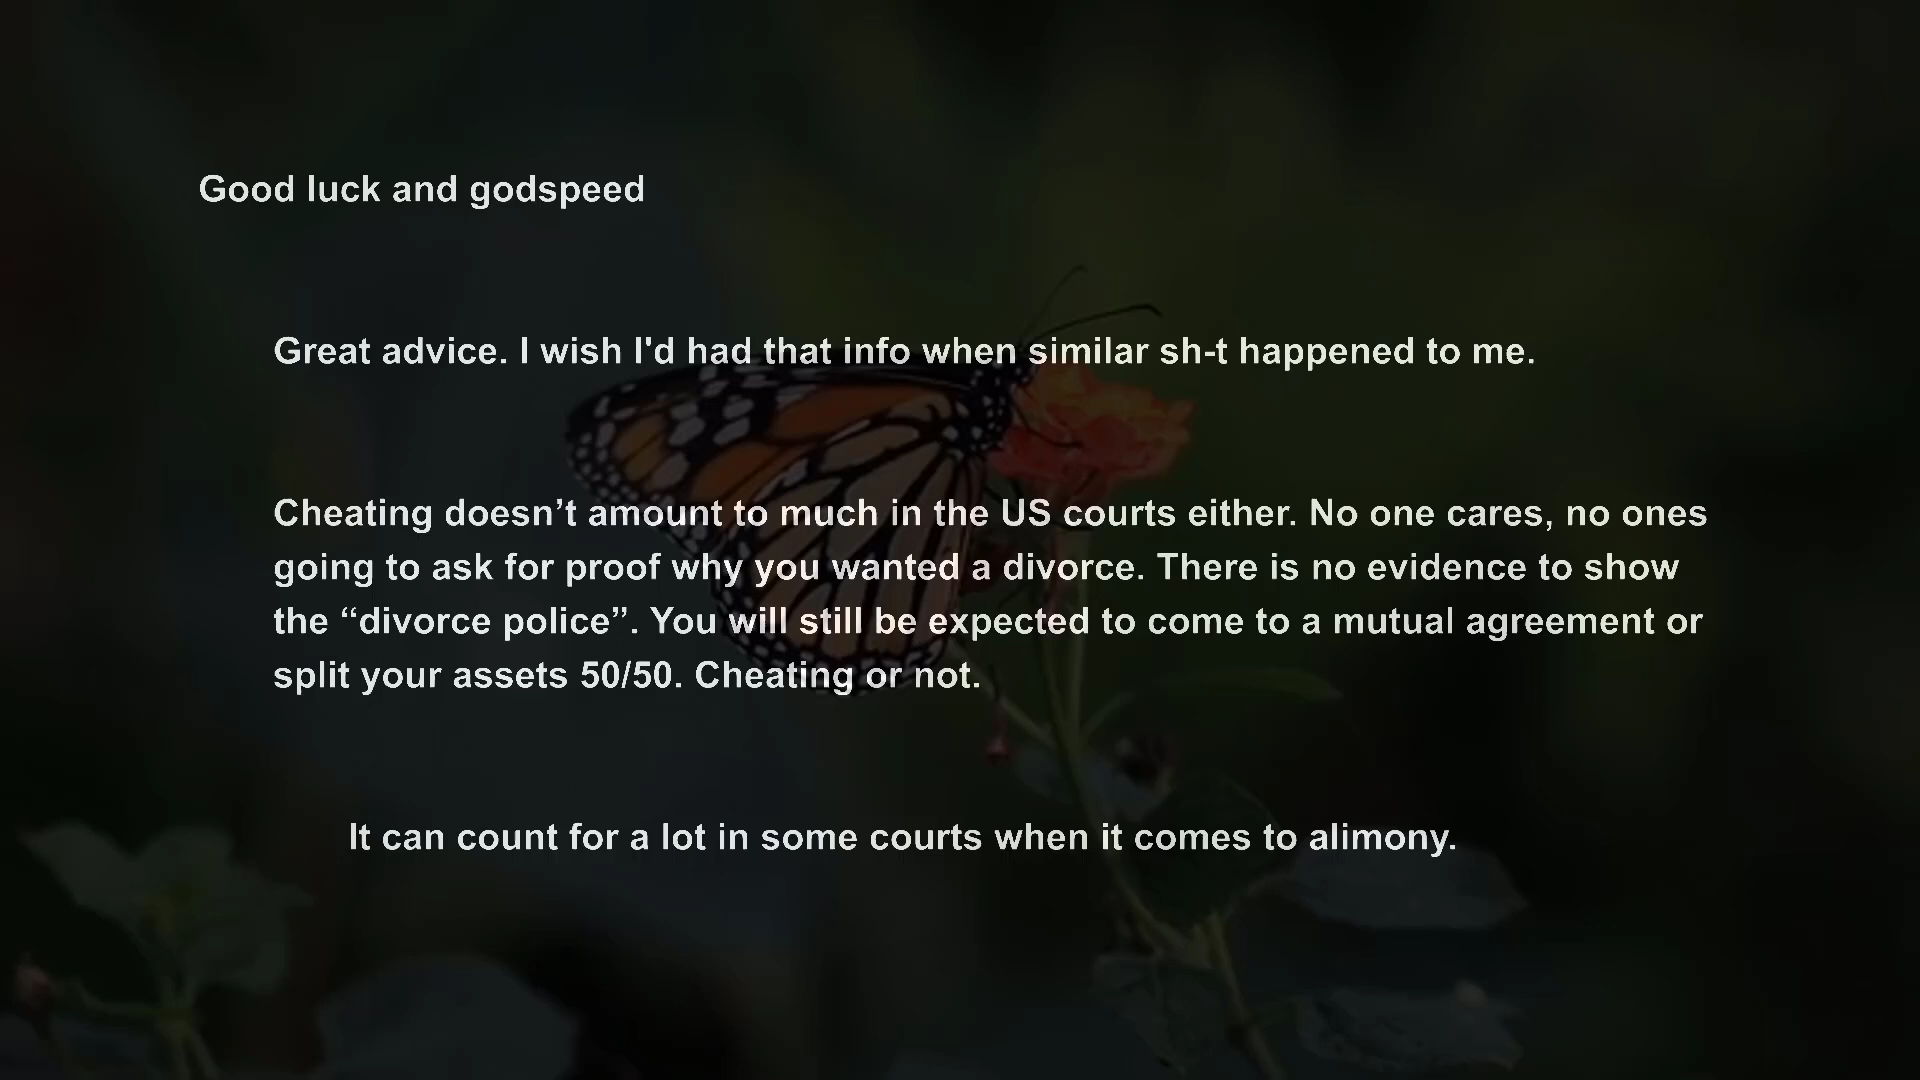 Good luck and godspeed
Great advice. I wish I'd had that info when similar sh-t happened to me.
Cheating doesn’t amount to much in the US courts either. No one cares, no ones
going to ask for proof why you wanted a divorce. There is no evidence to show
the “divorce police”. You will still be expected to come to a mutual agreement or
split your assets 50/50. Cheating or not.
It can count for a lot in some courts when it comes to alimony.